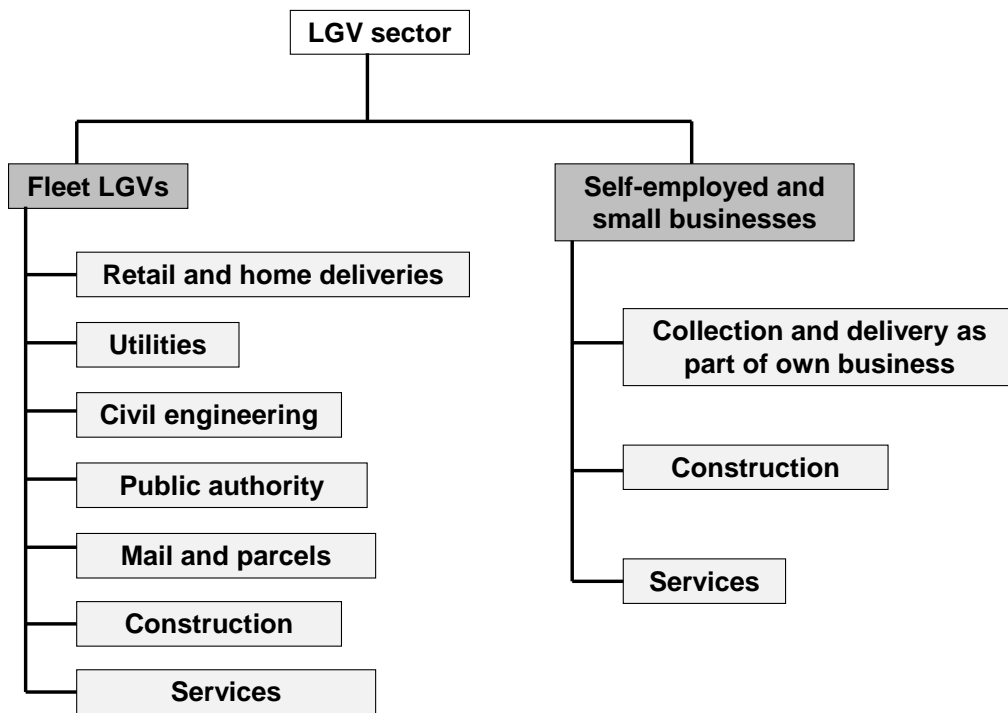 LGV sector
Fleet LGVs
Retail and home deliveries
Utilities
Civil engineering
Public authority
Mail and parcels
Construction
Services
Self-employed and
small businesses
Collection and delivery as
part of own business
Construction
Services